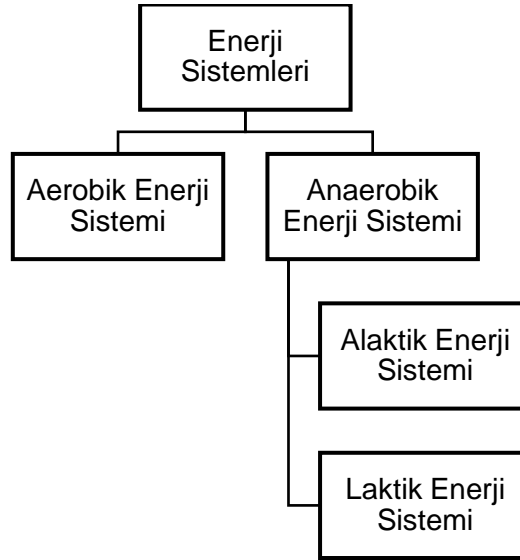 Enerji
Sistemleri
Aerobik Enerji
Sistemi
Anaerobik
Enerji Sistemi
Alaktik Enerji
Sistemi
Laktik Enerji
Sistemi